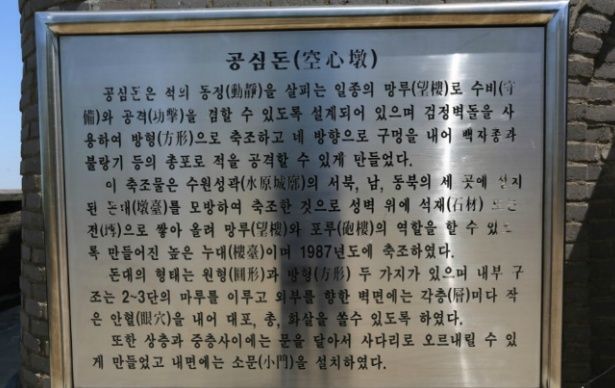 공심돈(空心墩)
공심돈은 적의 동정(動靜)을 살피는 일종의 망루(望樓)로 수비(守
備)와 공격(功擊)을 겸할 수 있도록 설계되어 있으며 검정벽돌을 사
용하여 방형(方形)으로 축조하고 네 방향으로 구멍을 내어 백자총과
불랑기 등의 총포로 적을 공격할 수 있게 만들었다.
이 축조물은 수원성곽(水原城廓)의 서북, 남, 동북의 세 곳에 설치
된 돈대(墩臺)를 모방하여 축조한 것으로 성벽 위에 석재(石材)
으로 쌓아 올려 망루(望樓)와 포루(砲樓)의 역할을 할 수
록 만들어진 높은 누대(樓臺)이며 1987년도에 축조하였다.
돈대의 형태는 원형(圓形)과 방형(方形) 두 가지가 있으며 내부 구
조는 2~3단의 마루를 이루고 외부를 향한 벽면에는 각층(層)마다 작
은 안혈(眼穴)을 내어 대포, 총, 화살을 쏠수 있도록 하였다.
또한 상층과 중층사이에는 문을 달아서 사다리로 오르내릴 수 있
게 만들었고 내면에는 소문(小門)을 설치하였다.